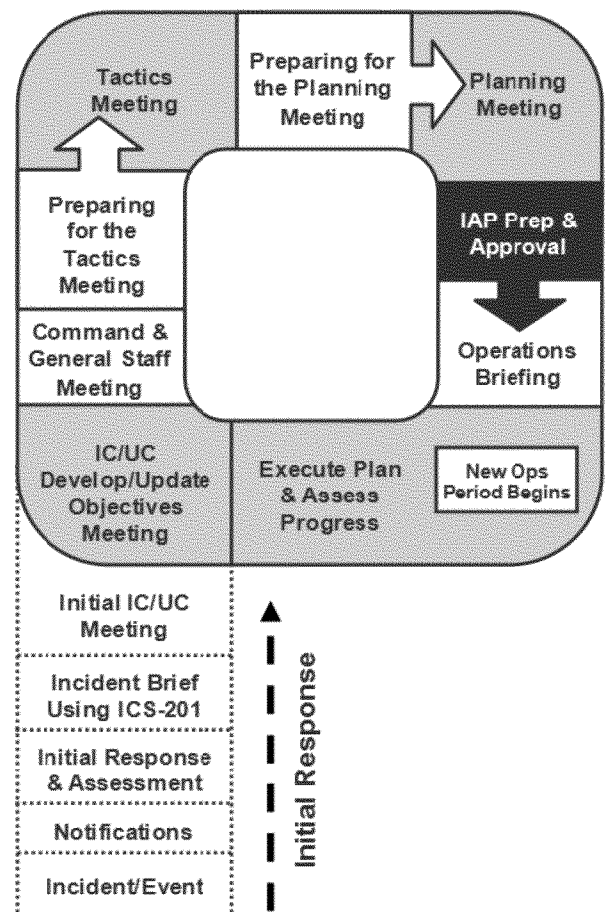 Tactics
Meeting
Preparing for
the Planning
Meeting
Planning
Meeting
Preparing
for the
Tactics
Meeting
IAP Prep &
Approval
Command &
General Staff
Meeting
Operations
Briefing
IC/UC
Develop/Update
Objectives
Meeting
Execute Plan
& Assess
Progress
New Ops
Period Begins
Initial IC/UC
Meeting
Incident Brief
Using ICS-201
Initial Response
& Assessment
Notifications
Incident/Event
Initial Response